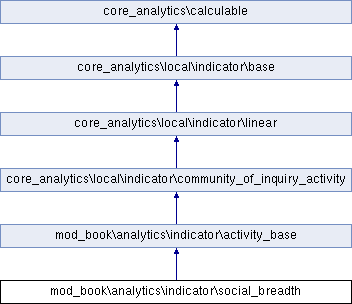 core_analytics\calculable
core_analytics\local\indicator\base
core_analytics\local\indicator\linear
core_analytics\local\indicator\community_of_inquiry_activity
mod_book\analytics\indicator\activity_base
mod_book\analytics\indicator\social_breadth